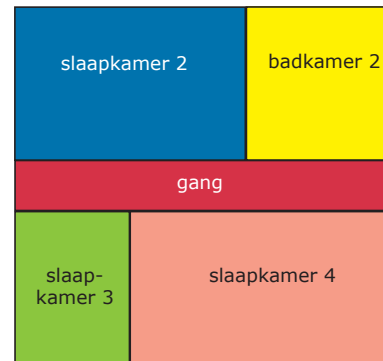 slaapkamer 2
badkamer 2
gang
slaap-
kamer 3
slaapkamer 4